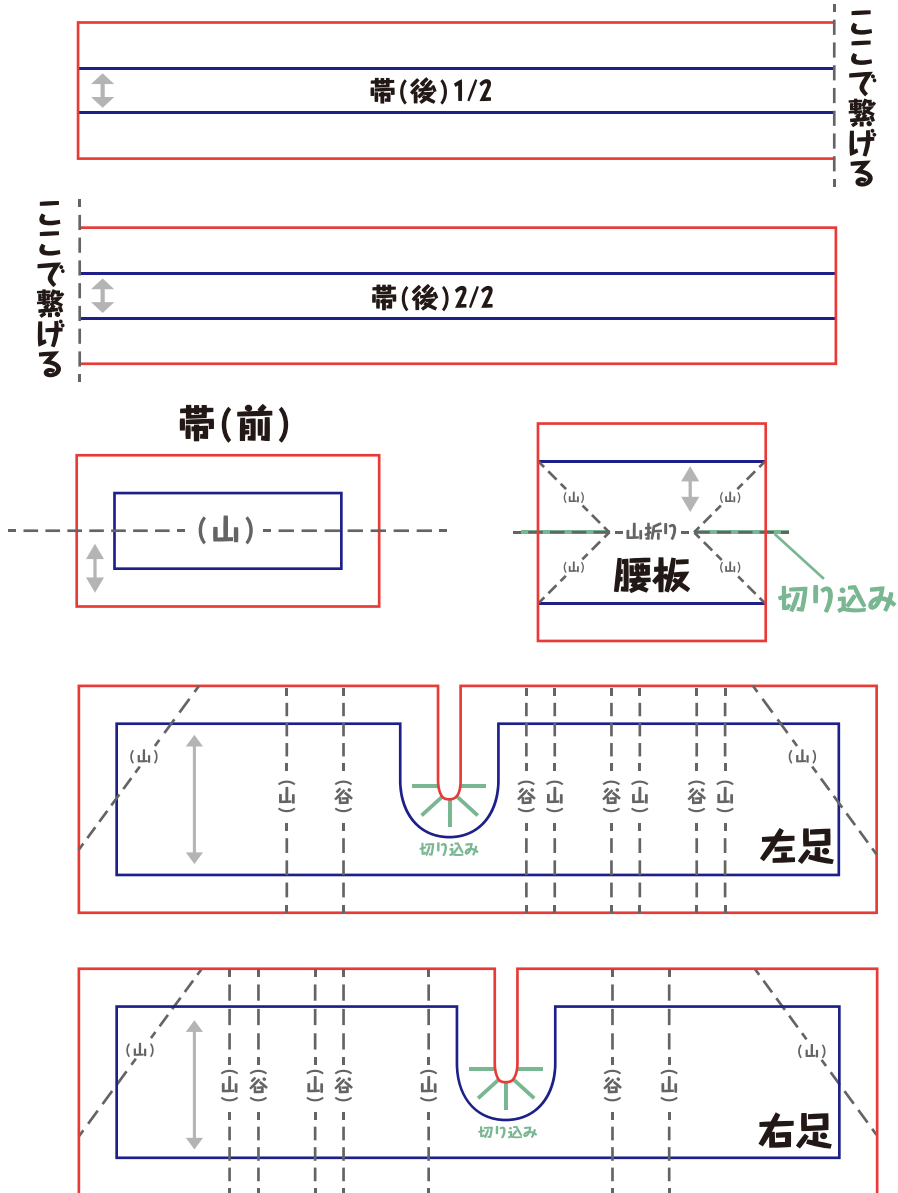 帯(後)1/2
ここで繋げる
ここで繋げる
帯(後)2/2
帯(前)
(山)
(山)
(山)
山折り
(山)
(山)
腰板
切り込み
(山)
(山)
(山)
(谷)
(谷)
(山)
(谷)
(山)
(谷)
(山)
切り込み
左足
(山)
(山)
(山)
(谷)
(山)
(谷)
(山)
(谷)
(山)
切り込み
右足